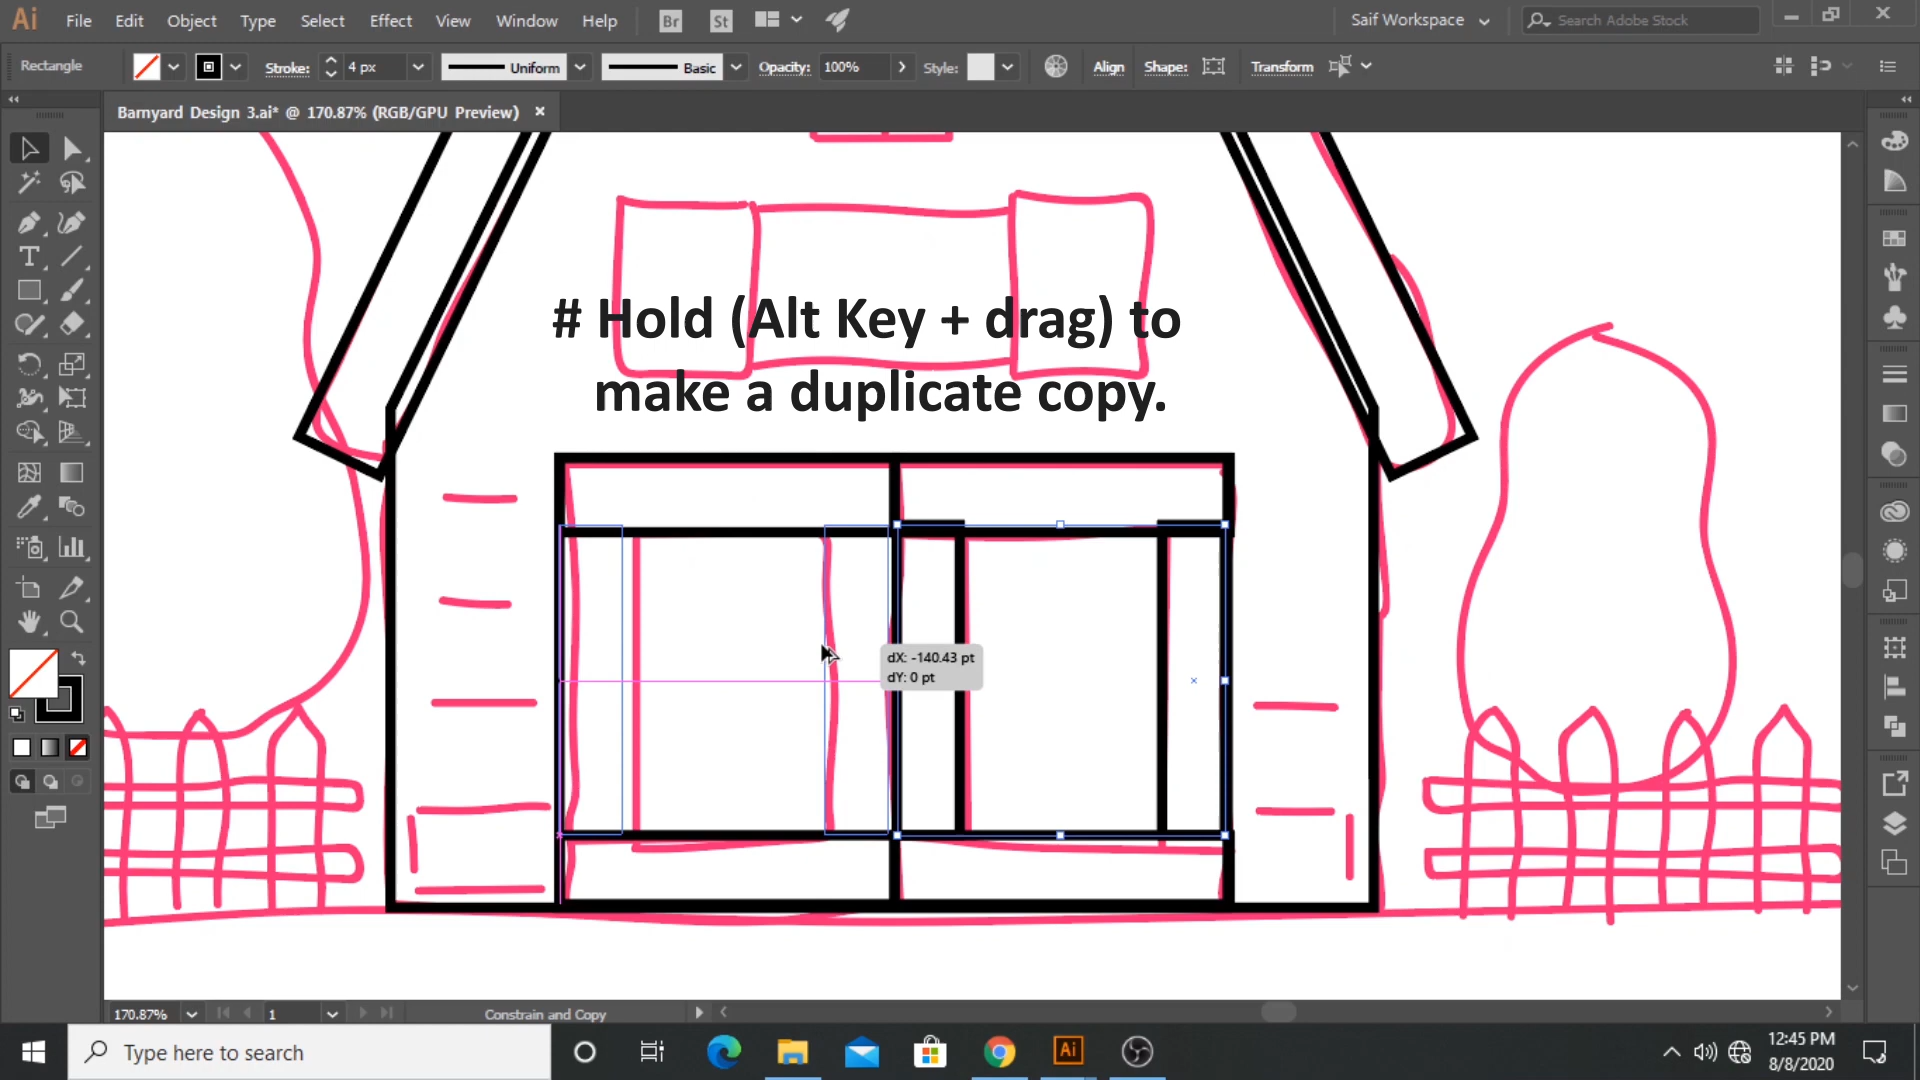 Ai File Edit Object Type Select Effect View Window Help Br St Saif Workspace Search Adobe Stock
Rectangle Stroke: 4 px Uniform Basic Opacity: 100% Style: Align Shape: Transform
Barnyard Design 3.ai* @ 170.87% (RGB/GPU Preview)
# Hold (Alt Key + drag) to
make a duplicate copy.
dX: -140.43 pt
dY: 0 pt
170.87% 1 Constrain and Copy
Type here to search Ai 12:45 PM
8/8/2020